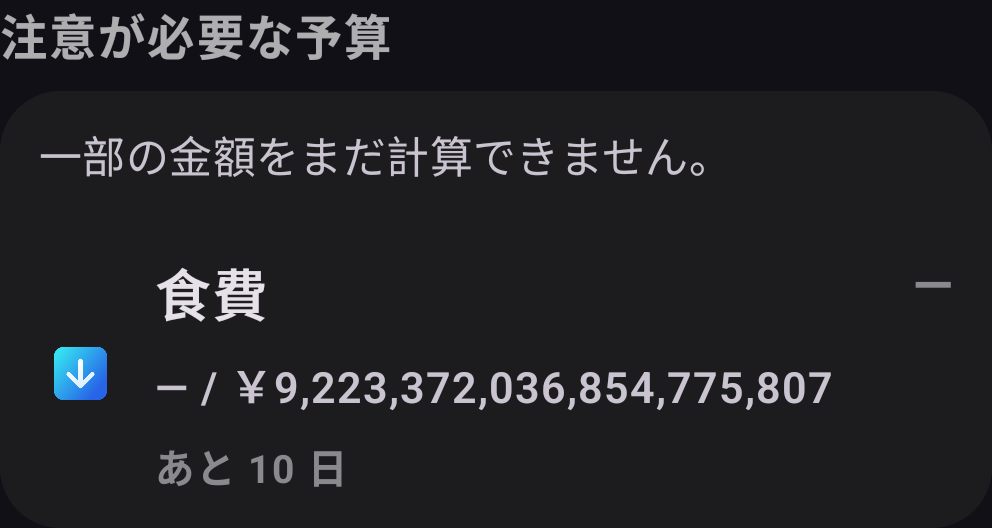 注意が必要な予算
一部の金額をまだ計算できません。
食費
–
– / ￥9,223,372,036,854,775,807
あと 10 日